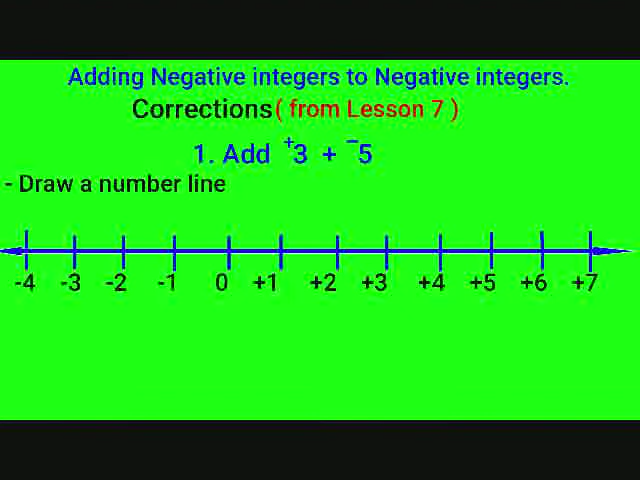 Adding Negative integers to Negative integers.
Corrections( from Lesson 7 )
1. Add ⁺3 + ⁻5
- Draw a number line
-4 -3 -2 -1 0 +1 +2 +3 +4 +5 +6 +7